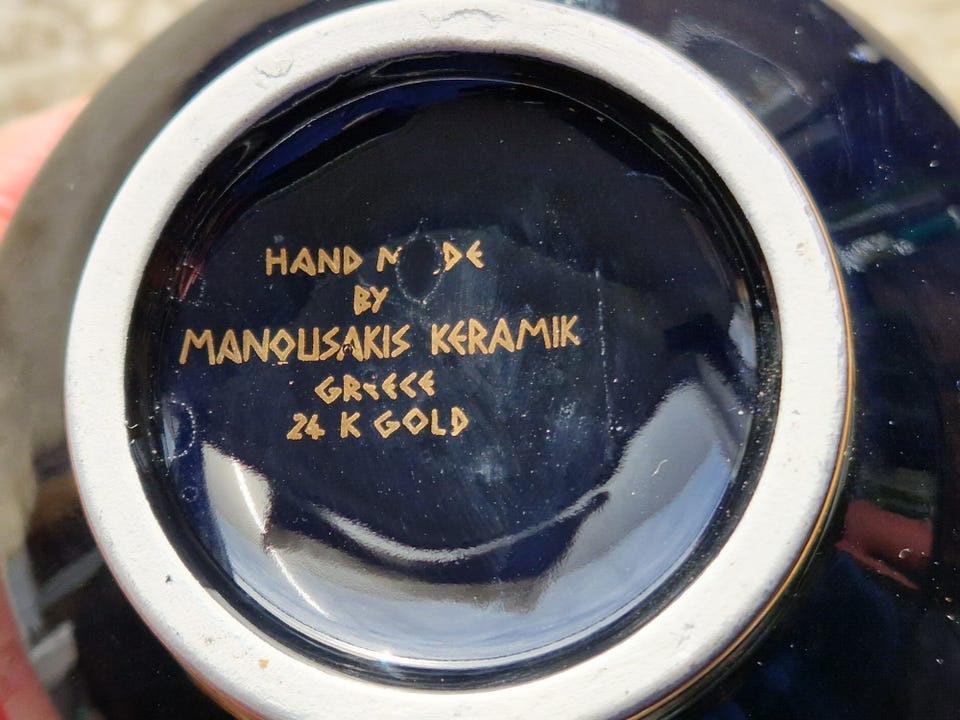 HAND MADE
BY
MANOUSAKIS KERAMIK
GREECE
24 K GOLD